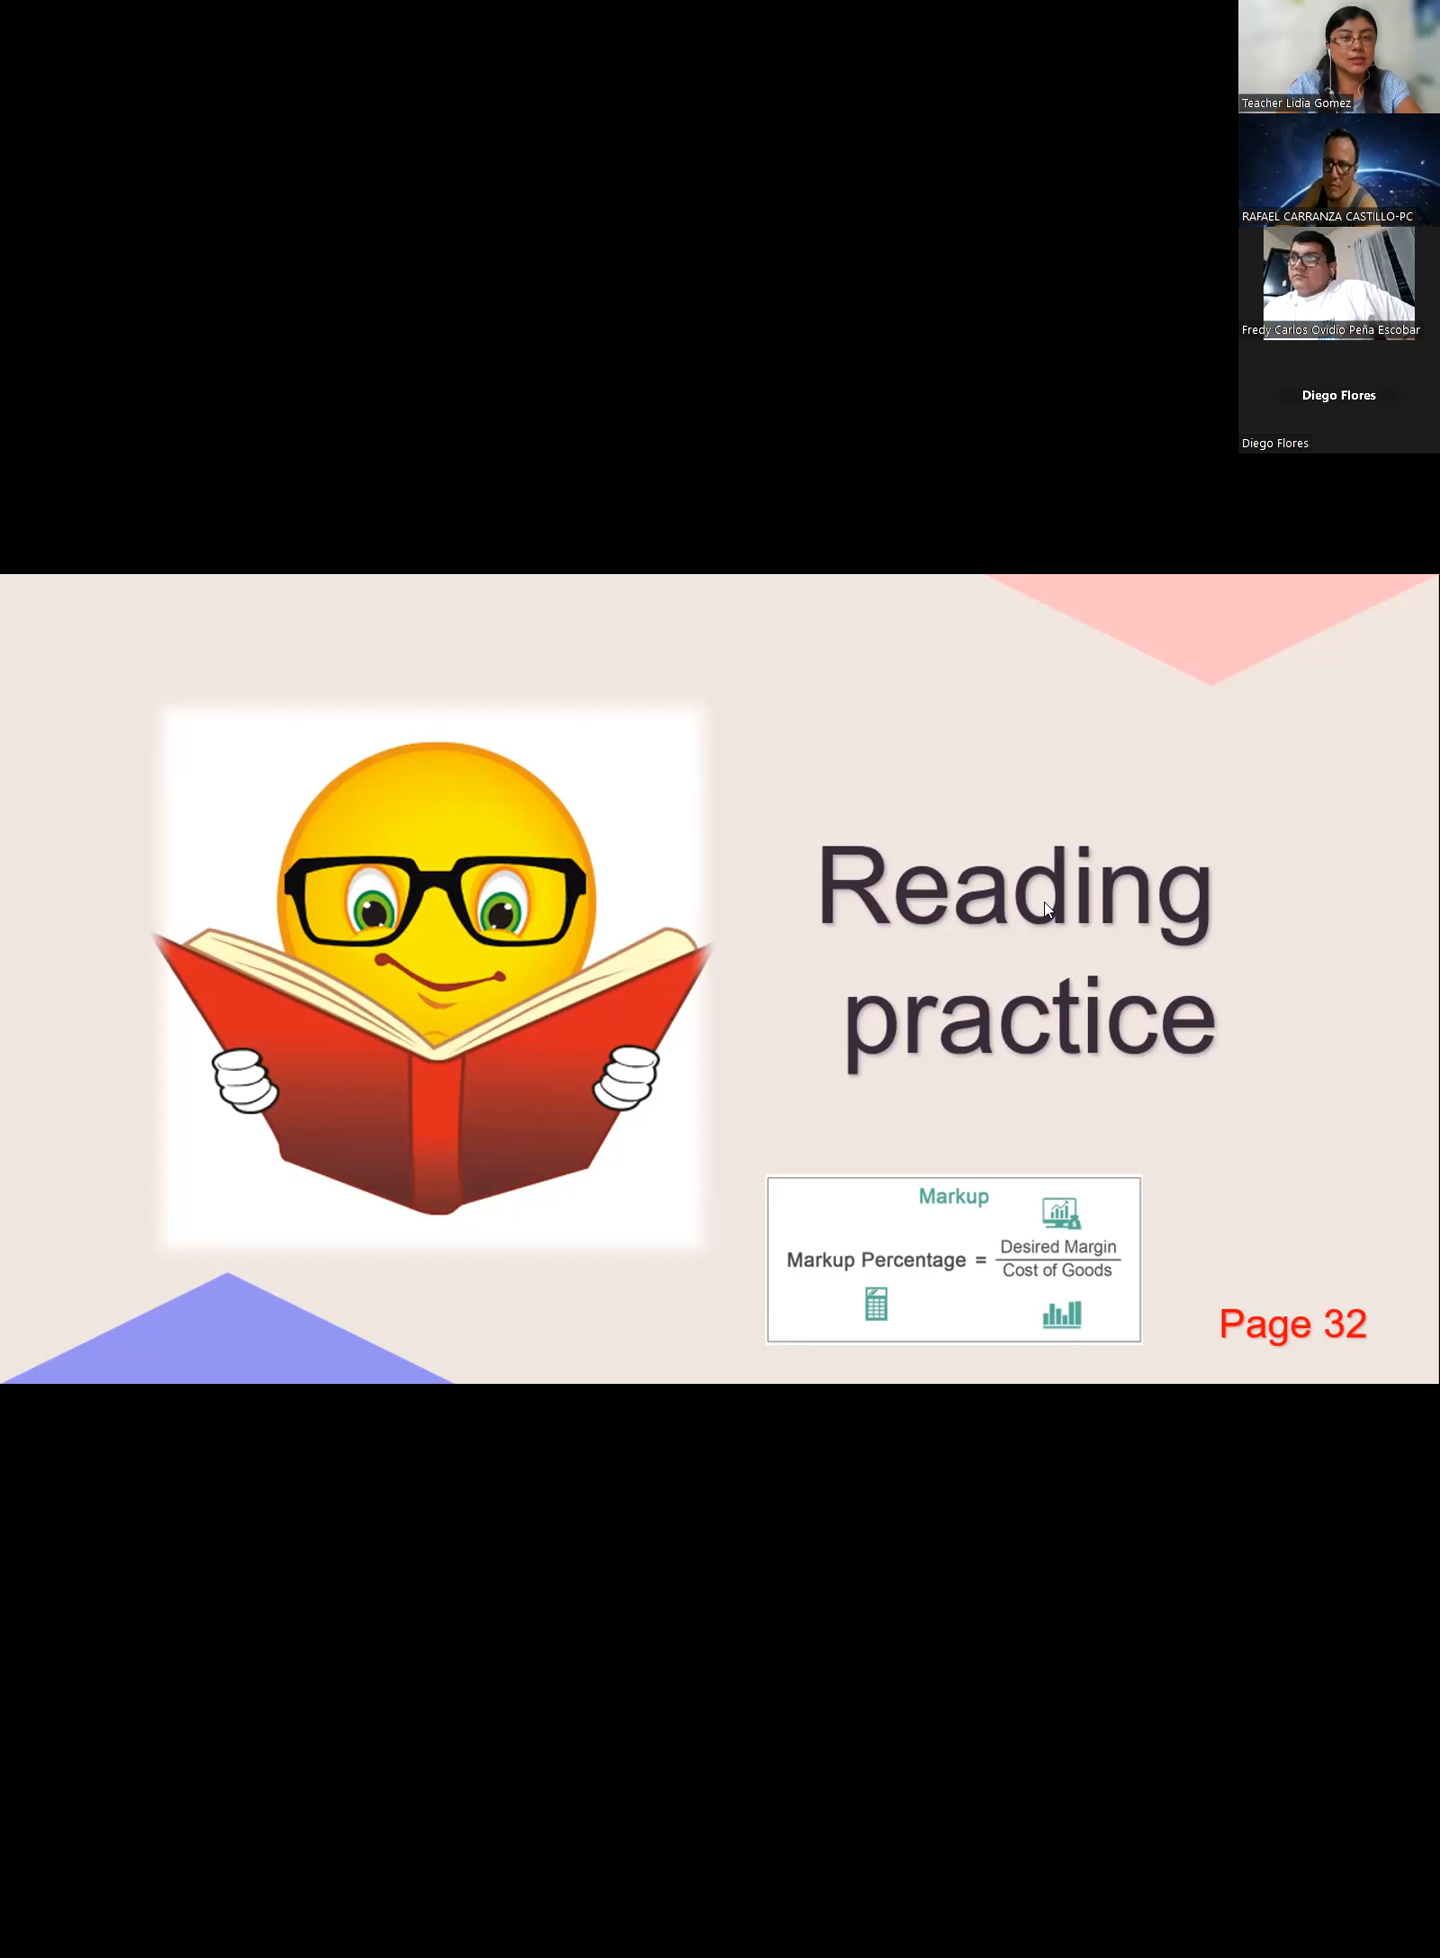 Teacher Lidia Gomez
RAFAEL CARRANZA CASTILLO-PC
Fredy Carlos Ovidio Peña Escobar
Diego Flores
Diego Flores
Reading
practice
Markup
Markup Percentage = Desired Margin
Cost of Goods
Page 32